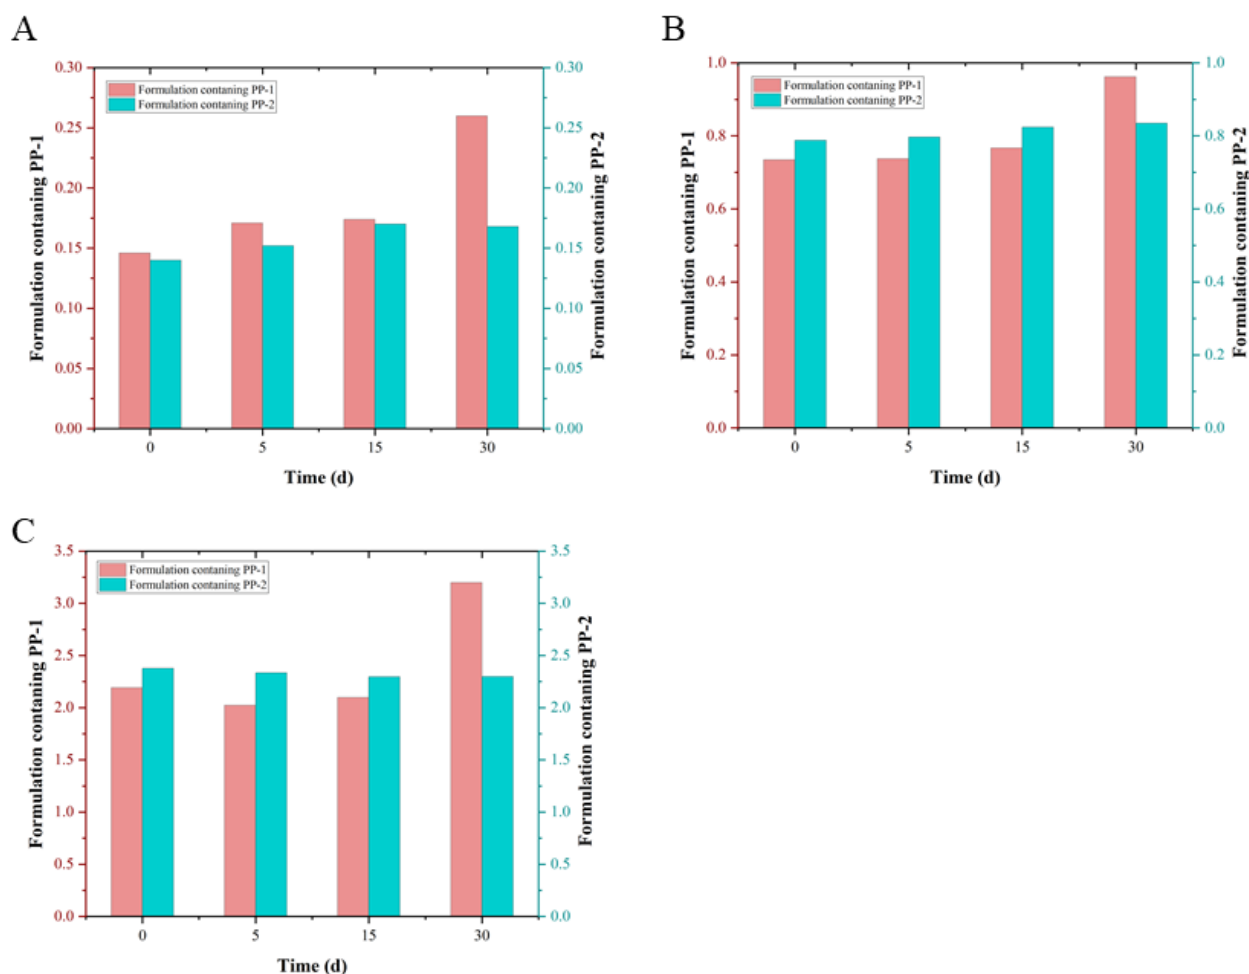 A
Formulation contaning PP-1
0.30
0.25
0.20
0.15
0.10
0.05
0.00
Formulation contaning PP-1
Formulation contaning PP-2
0.30
0.25
0.20
0.15
0.10
0.05
0.00
Formulation contaning PP-2
0 5 15 30
Time (d)
B
Formulation contaning PP-1
1.0
0.8
0.6
0.4
0.2
0.0
Formulation contaning PP-1
Formulation contaning PP-2
1.0
0.8
0.6
0.4
0.2
0.0
Formulation contaning PP-2
0 5 15 30
Time (d)
C
Formulation contaning PP-1
3.5
3.0
2.5
2.0
1.5
1.0
0.5
0.0
Formulation contaning PP-1
Formulation contaning PP-2
3.5
3.0
2.5
2.0
1.5
1.0
0.5
0.0
Formulation contaning PP-2
0 5 15 30
Time (d)